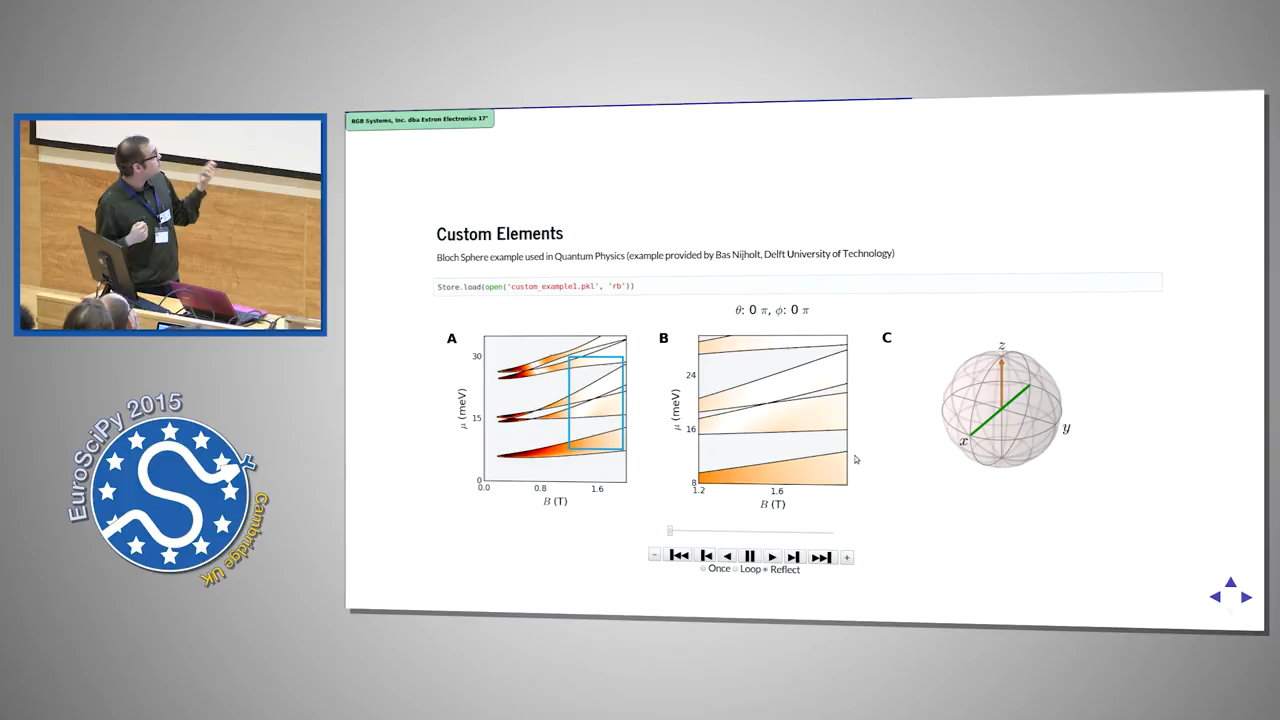 RGB Systems, Inc. dba Extron Electronics 17"
Custom Elements
Bloch Sphere example used in Quantum Physics (example provided by Bas Nijholt, Delft University of Technology)
Store.load(open('custom_example1.pkl', 'rb'))
θ: 0 π, ϕ: 0 π
A
30
15
0
μ (meV)
0.0 0.8 1.6
B (T)
B
24
16
8
μ (meV)
1.2 1.6
B (T)
C
z
x
y
− +
Once Loop Reflect
EuroSciPy 2015
Cambridge UK